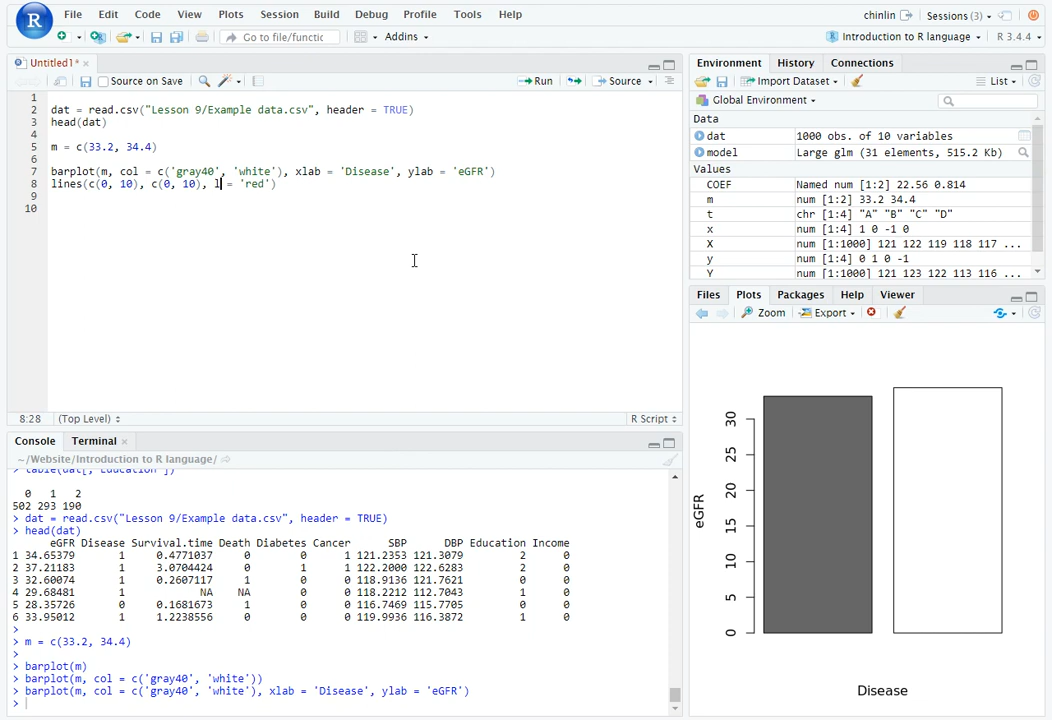 File Edit Code View Plots Session Build Debug Profile Tools Help
chinlin Sessions (3)
Go to file/functic Addins
Introduction to R language R 3.4.4
Untitled1*
Source on Save Run Source
1
2 dat = read.csv("Lesson 9/Example data.csv", header = TRUE)
3 head(dat)
4
5 m = c(33.2, 34.4)
6
7 barplot(m, col = c('gray40', 'white'), xlab = 'Disease', ylab = 'eGFR')
8 lines(c(0, 10), c(0, 10), l = 'red')
9
10
8:28 (Top Level) R Script
Console Terminal
~/Website/Introduction to R language/
> table(dat[,"Education"])
0 1 2
502 293 190
> dat = read.csv("Lesson 9/Example data.csv", header = TRUE)
> head(dat)
eGFR Disease Survival.time Death Diabetes Cancer SBP DBP Education Income
1 34.65379 1 0.4771037 0 0 1 121.2353 121.3079 2 0
2 37.21183 1 3.0704424 0 1 1 122.2000 122.6283 2 0
3 32.60074 1 0.2607117 1 0 0 118.9136 121.7621 0 0
4 29.68481 1 NA NA 0 0 118.2212 112.7043 1 0
5 28.35726 0 0.1681673 1 0 0 116.7469 115.7705 0 0
6 33.95012 1 1.2238556 0 0 0 119.9936 116.3872 1 0
>
> m = c(33.2, 34.4)
>
> barplot(m)
> barplot(m, col = c('gray40', 'white'))
> barplot(m, col = c('gray40', 'white'), xlab = 'Disease', ylab = 'eGFR')
>
Environment History Connections
Import Dataset List
Global Environment
Data
dat 1000 obs. of 10 variables
model Large glm (31 elements, 515.2 Kb)
Values
COEF Named num [1:2] 22.56 0.814
m num [1:2] 33.2 34.4
t chr [1:4] "A" "B" "C" "D"
x num [1:4] 1 0 -1 0
X num [1:1000] 121 122 119 118 117 ...
y num [1:4] 0 1 0 -1
Y num [1:1000] 121 123 122 113 116 ...
Files Plots Packages Help Viewer
Zoom Export
eGFR
30
25
20
15
10
5
0
Disease